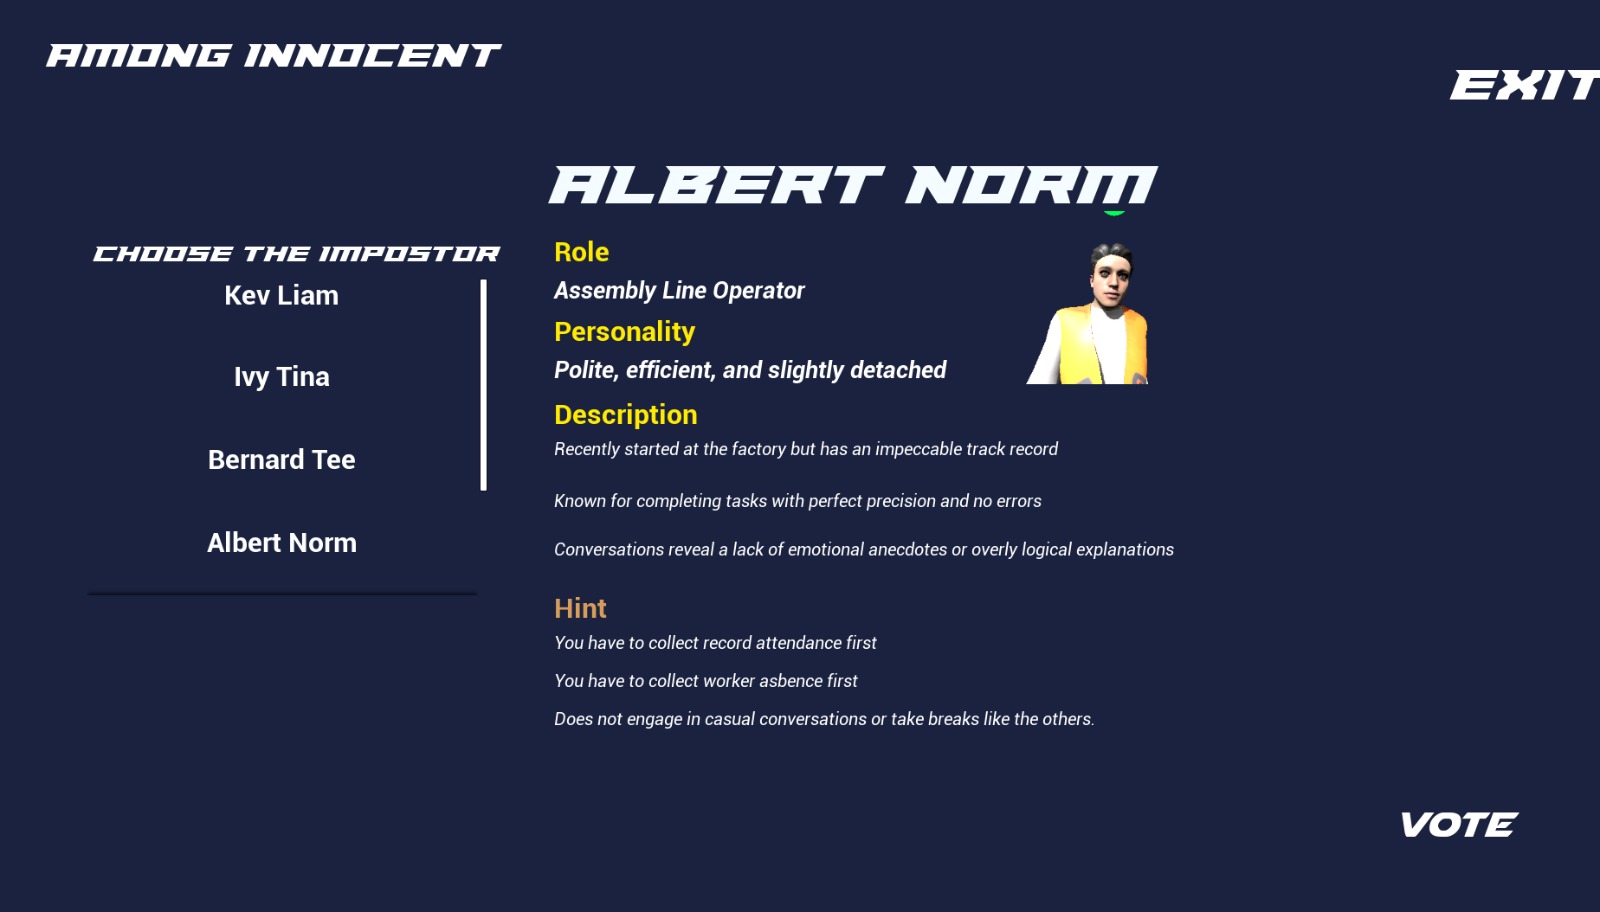 AMONG INNOCENT
EXIT
ALBERT NORM
CHOOSE THE IMPOSTOR
Kev Liam
Ivy Tina
Bernard Tee
Albert Norm
Role
Assembly Line Operator
Personality
Polite, efficient, and slightly detached
Description
Recently started at the factory but has an impeccable track record
Known for completing tasks with perfect precision and no errors
Conversations reveal a lack of emotional anecdotes or overly logical explanations
Hint
You have to collect record attendance first
You have to collect worker asbence first
Does not engage in casual conversations or take breaks like the others.
VOTE